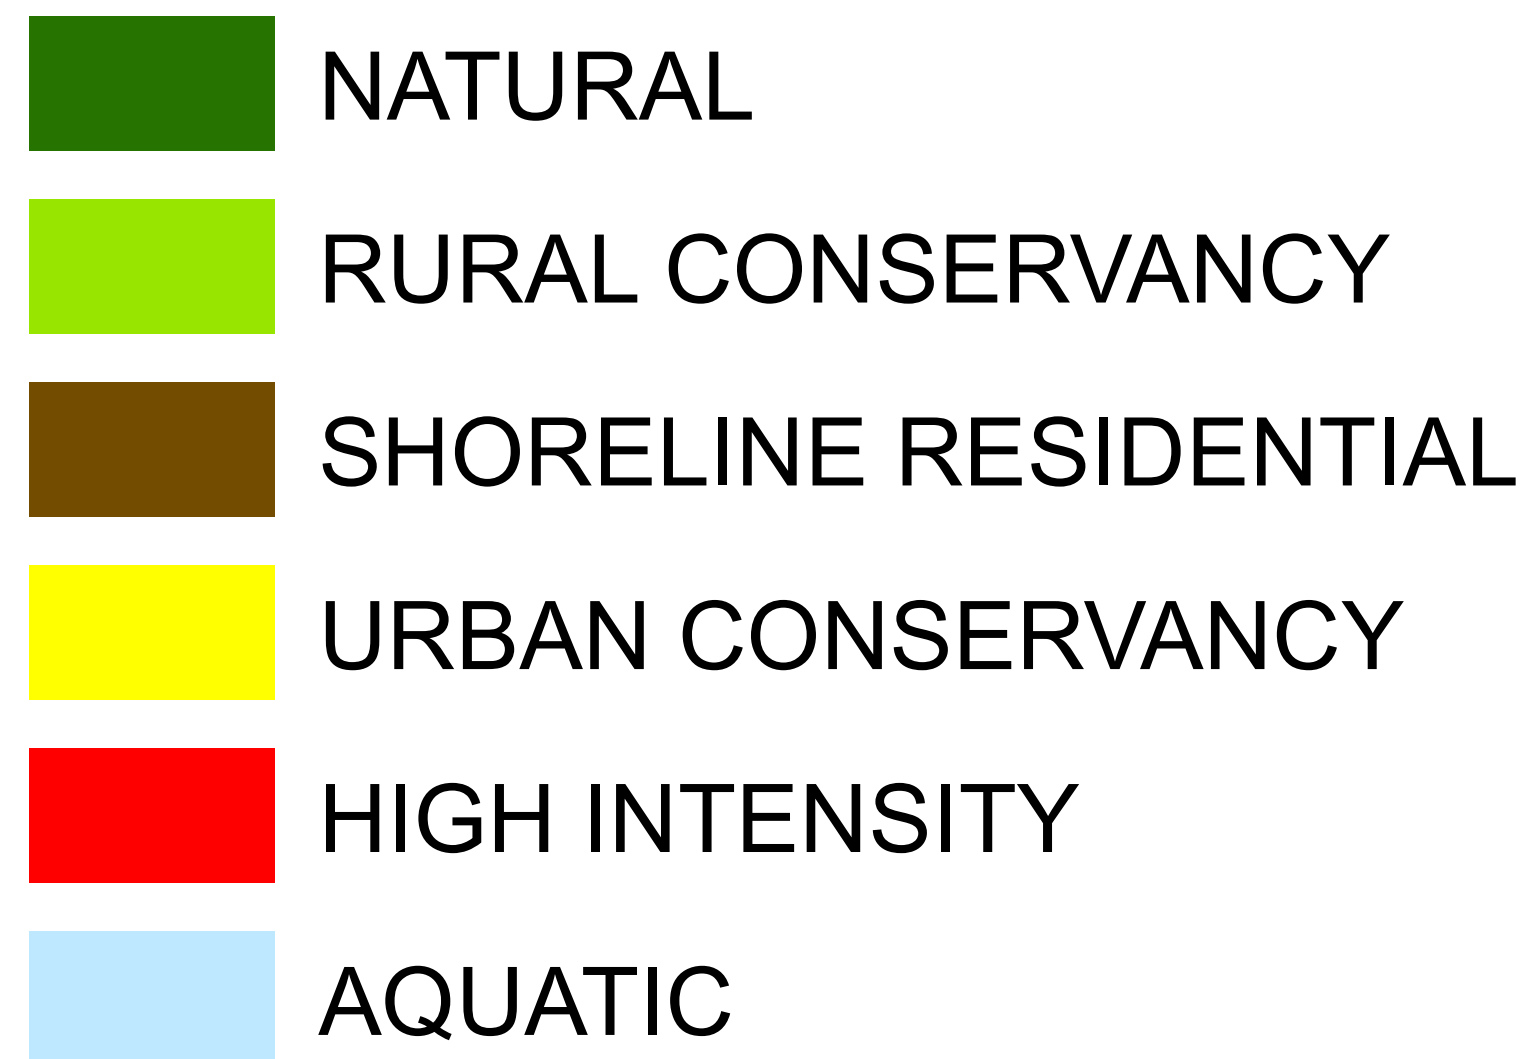 NATURAL
RURAL CONSERVANCY
SHORELINE RESIDENTIAL
URBAN CONSERVANCY
HIGH INTENSITY
AQUATIC